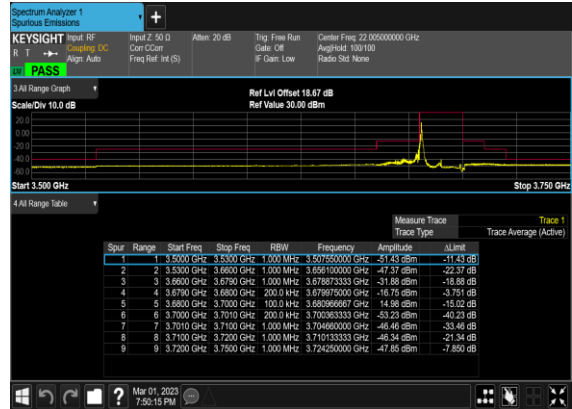 Spectrum Analyzer 1
Spurious Emissions
KEYSIGHT Input: RF Input Z: 50 Ω Atten: 20 dB Trig: Free Run Center Freq: 22.005000000 GHz
R T Coupling: DC Corr CCorr Gate: Off Avg|Hold: 100/100
Align: Auto Freq Ref: Int (S) IF Gain: Low Radio Std: None
PASS
3 All Range Graph
Ref Lvl Offset 18.67 dB
Scale/Div 10.0 dB Ref Value 30.00 dBm
20.0
0.00
-20.0
-40.0
-60.0
Start 3.500 GHz Stop 3.750 GHz
4 All Range Table
Measure Trace Trace 1
Trace Type Trace Average (Active)
Spur Range Start Freq Stop Freq RBW Frequency Amplitude ΔLimit
1 1 3.5000 GHz 3.5300 GHz 1.000 MHz 3.507550000 GHz -51.43 dBm -11.43 dB
2 2 3.5300 GHz 3.6600 GHz 1.000 MHz 3.656100000 GHz -47.37 dBm -22.37 dB
3 3 3.6600 GHz 3.6790 GHz 1.000 MHz 3.678873333 GHz -31.88 dBm -18.88 dB
4 4 3.6790 GHz 3.6800 GHz 200.0 kHz 3.679975000 GHz -16.75 dBm -3.751 dB
5 5 3.6800 GHz 3.7000 GHz 100.0 kHz 3.680966667 GHz 14.98 dBm -15.02 dB
6 6 3.7000 GHz 3.7010 GHz 200.0 kHz 3.700363333 GHz -53.23 dBm -40.23 dB
7 7 3.7010 GHz 3.7100 GHz 1.000 MHz 3.704660000 GHz -46.46 dBm -33.46 dB
8 8 3.7100 GHz 3.7200 GHz 1.000 MHz 3.710133333 GHz -46.34 dBm -21.34 dB
9 9 3.7200 GHz 3.7500 GHz 1.000 MHz 3.724250000 GHz -47.85 dBm -7.850 dB
? Mar 01, 2023
7:50:15 PM